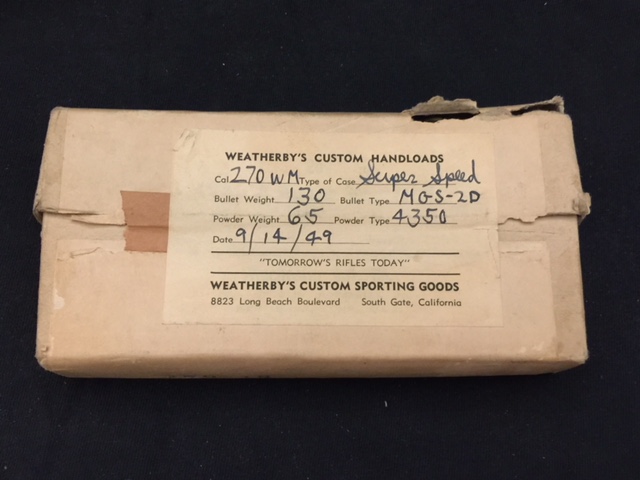 WEATHERBY'S CUSTOM HANDLOADS
Cal. 270 WM Type of Case Super Speed
Bullet Weight 130 Bullet Type MGS-2D
Powder Weight 65 Powder Type 4350
Date 9/14/49
"TOMORROW'S RIFLES TODAY"
WEATHERBY'S CUSTOM SPORTING GOODS
8823 Long Beach Boulevard South Gate, California